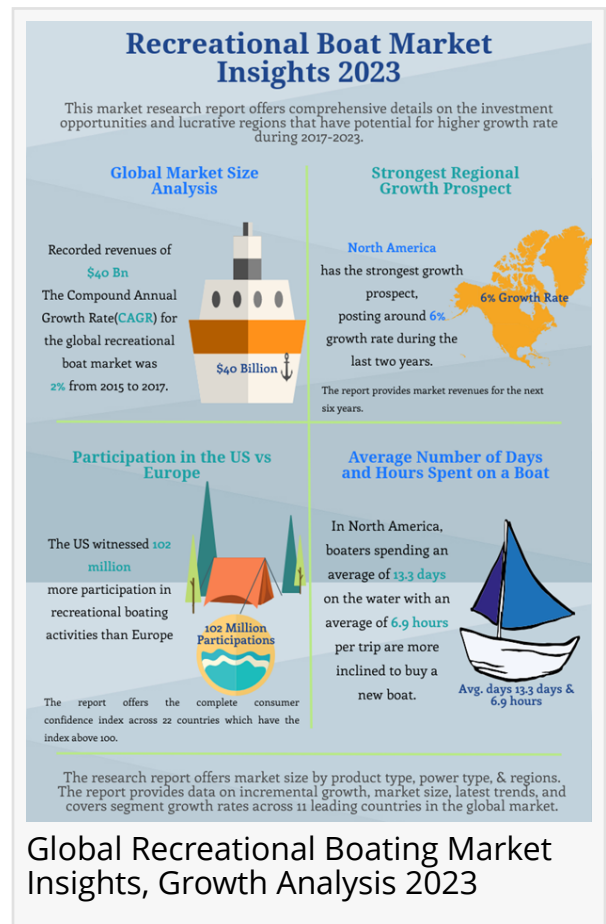 Recreational Boat Market
Insights 2023
This market research report offers comprehensive details on the investment
opportunities and lucrative regions that have potential for higher growth rate
during 2017-2023.
Global Market Size
Analysis
Recorded revenues of
$40 Bn
The Compound Annual
Growth Rate(CAGR) for
the global recreational
boat market was
2% from 2015 to 2017.
$40 Billion
Strongest Regional
Growth Prospect
North America
has the strongest growth
prospect,
posting around 6%
growth rate during the
last two years.
6% Growth Rate
The report provides market revenues for the next
six years.
Participation in the US vs
Europe
The US witnessed 102
million
more participation in
recreational boating
activities than Europe
102 Million
Participations
The report offers the complete consumer
confidence index across 22 countries which have the
index above 100.
Average Number of Days
and Hours Spent on a Boat
In North America,
boaters spending an
average of 13.3 days
on the water with an
average of 6.9 hours
per trip are more
inclined to buy a
new boat.
Avg. days 13.3 days &
6.9 hours
The research report offers market size by product type, power type, & regions.
The report provides data on incremental growth, market size, latest trends, and
covers segment growth rates across 11 leading countries in the global market.
Global Recreational Boating Market
Insights, Growth Analysis 2023